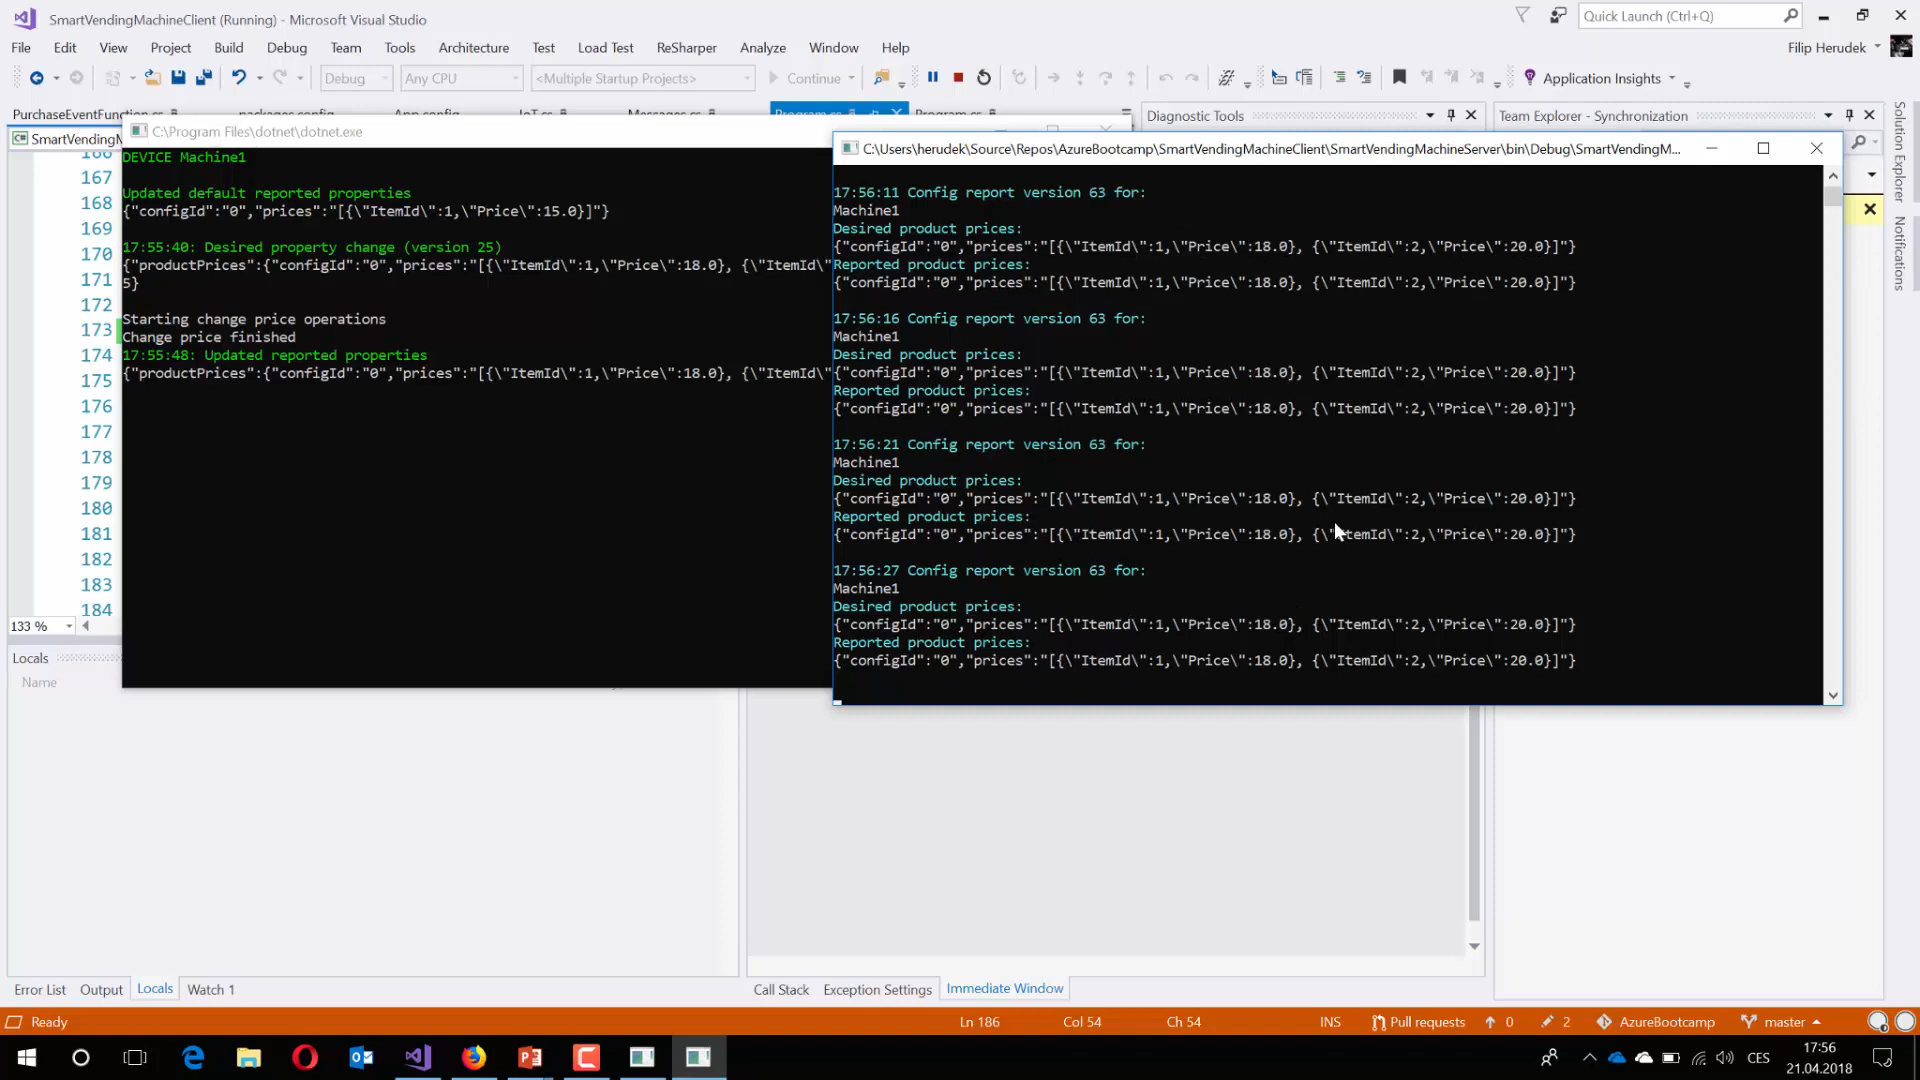 SmartVendingMachineClient (Running) - Microsoft Visual Studio
Quick Launch (Ctrl+Q)
File Edit View Project Build Debug Team Tools Architecture Test Load Test ReSharper Analyze Window Help
Filip Herudek
Debug Any CPU <Multiple Startup Projects> Continue Application Insights
PurchaseEventFunction.cs packages.config App.config IoT.cs Messages.cs Program.cs Program.cs
Diagnostic Tools
Team Explorer - Synchronization
Solution Explorer
Notifications
SmartVendingM
C:\Program Files\dotnet\dotnet.exe
166
167
168
169
170
171
172
173
174
175
176
177
178
179
180
181
182
183
184
133 %
DEVICE Machine1
Updated default reported properties
{"configId":"0","prices":"[{\"ItemId\":1,\"Price\":15.0}]"}
17:55:40: Desired property change (version 25)
{"productPrices":{"configId":"0","prices":"[{\"ItemId\":1,\"Price\":18.0}, {\"ItemId\"
5}
Starting change price operations
Change price finished
17:55:48: Updated reported properties
{"productPrices":{"configId":"0","prices":"[{\"ItemId\":1,\"Price\":18.0}, {\"ItemId\"
C:\Users\herudek\Source\Repos\AzureBootcamp\SmartVendingMachineClient\SmartVendingMachineServer\bin\Debug\SmartVendingM...
17:56:11 Config report version 63 for:
Machine1
Desired product prices:
{"configId":"0","prices":"[{\"ItemId\":1,\"Price\":18.0}, {\"ItemId\":2,\"Price\":20.0}]"}
Reported product prices:
{"configId":"0","prices":"[{\"ItemId\":1,\"Price\":18.0}, {\"ItemId\":2,\"Price\":20.0}]"}
17:56:16 Config report version 63 for:
Machine1
Desired product prices:
{"configId":"0","prices":"[{\"ItemId\":1,\"Price\":18.0}, {\"ItemId\":2,\"Price\":20.0}]"}
Reported product prices:
{"configId":"0","prices":"[{\"ItemId\":1,\"Price\":18.0}, {\"ItemId\":2,\"Price\":20.0}]"}
17:56:21 Config report version 63 for:
Machine1
Desired product prices:
{"configId":"0","prices":"[{\"ItemId\":1,\"Price\":18.0}, {\"ItemId\":2,\"Price\":20.0}]"}
Reported product prices:
{"configId":"0","prices":"[{\"ItemId\":1,\"Price\":18.0}, {\"ItemId\":2,\"Price\":20.0}]"}
17:56:27 Config report version 63 for:
Machine1
Desired product prices:
{"configId":"0","prices":"[{\"ItemId\":1,\"Price\":18.0}, {\"ItemId\":2,\"Price\":20.0}]"}
Reported product prices:
{"configId":"0","prices":"[{\"ItemId\":1,\"Price\":18.0}, {\"ItemId\":2,\"Price\":20.0}]"}
Locals
Name
Error List Output Locals Watch 1
Call Stack Exception Settings Immediate Window
Ready Ln 186 Col 54 Ch 54 INS Pull requests 0 2 AzureBootcamp master
CES
17:56
21.04.2018